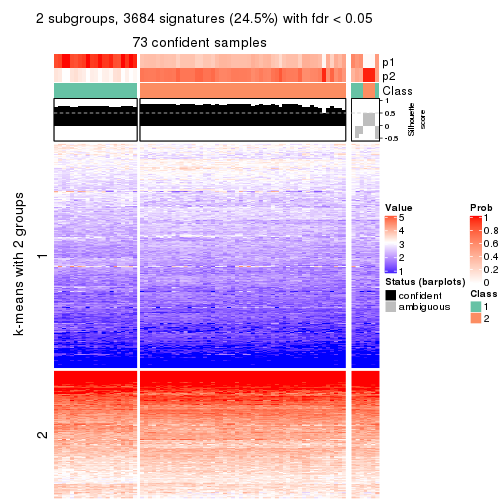 2 subgroups, 3684 signatures (24.5%) with fdr < 0.05
73 confident samples
p1
p2
Class
1
0.5
0
-0.5
Silhouette
score
k-means with 2 groups
1
2
Value
5
4
3
2
1
Status (barplots)
confident
ambiguous
Prob
1
0.8
0.6
0.4
0.2
0
Class
1
2